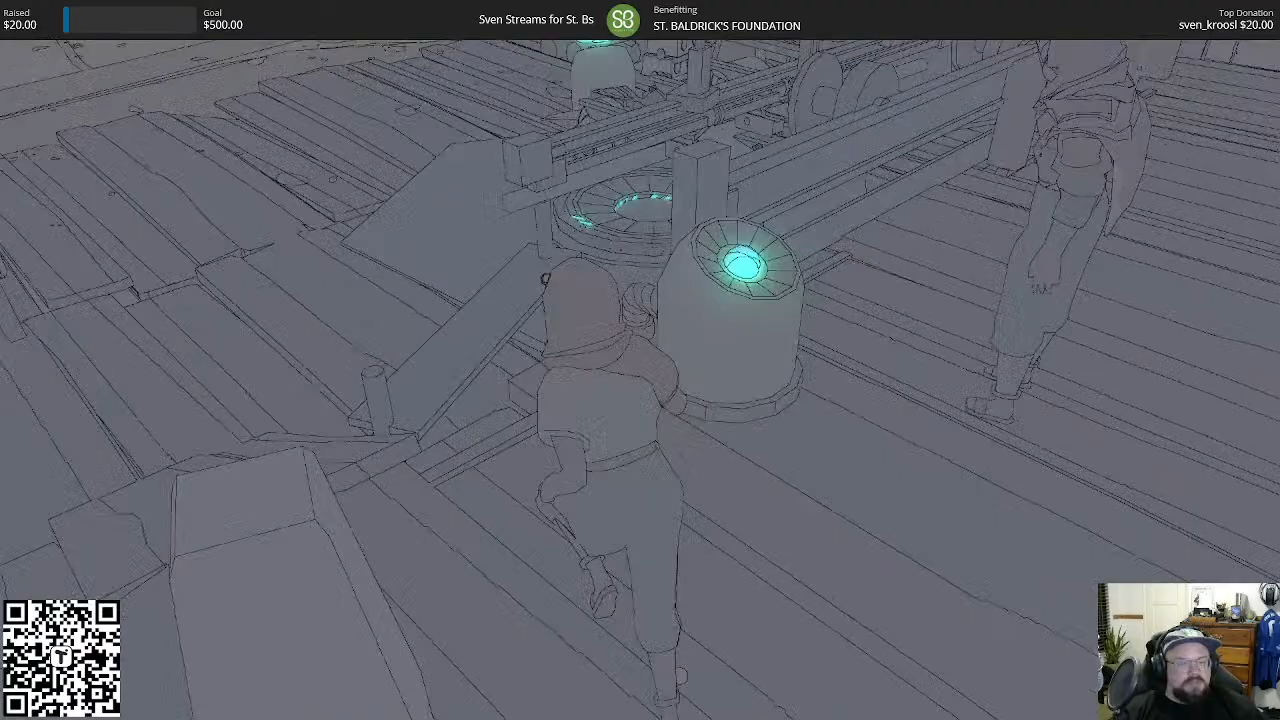 Raised
$20.00
Goal
$500.00
Sven Streams for St. Bs
SB
Benefitting
ST. BALDRICK'S FOUNDATION
Top Donation
sven_kroosl $20.00
T